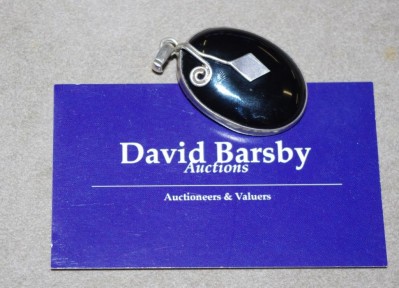 David Barsby
Auctions
Auctioneers & Valuers